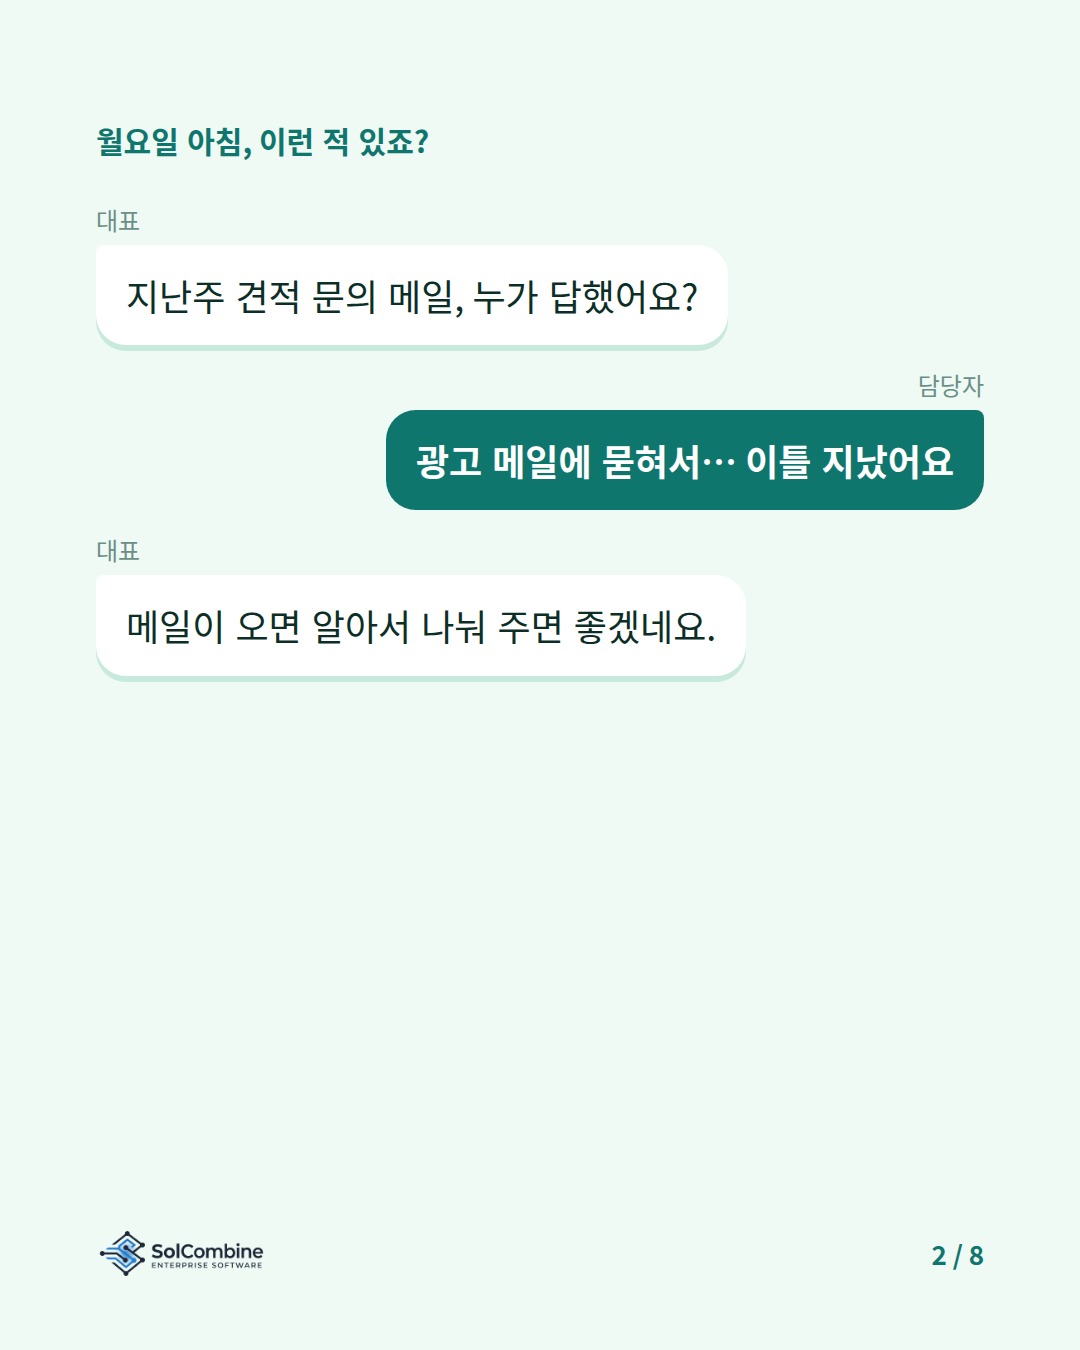 월요일 아침, 이런 적 있죠?
대표
지난주 견적 문의 메일, 누가 답했어요?
담당자
광고 메일에 묻혀서… 이틀 지났어요
대표
메일이 오면 알아서 나눠 주면 좋겠네요.
SolCombine
ENTERPRISE SOFTWARE
2 / 8